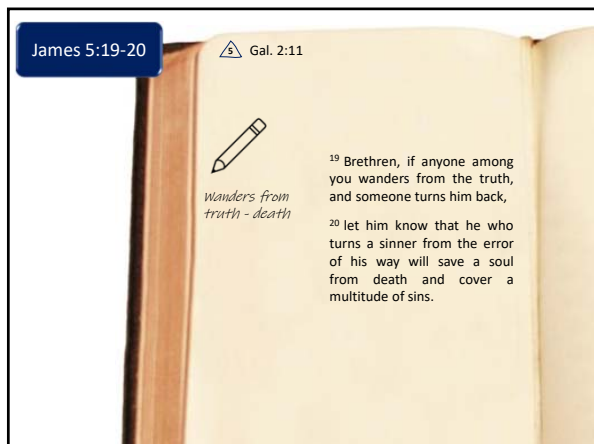 James 5:19-20
5 Gal. 2:11
Wanders from
truth - death
19 Brethren, if anyone among
you wanders from the truth,
and someone turns him back,
20 let him know that he who
turns a sinner from the error
of his way will save a soul
from death and cover a
multitude of sins.